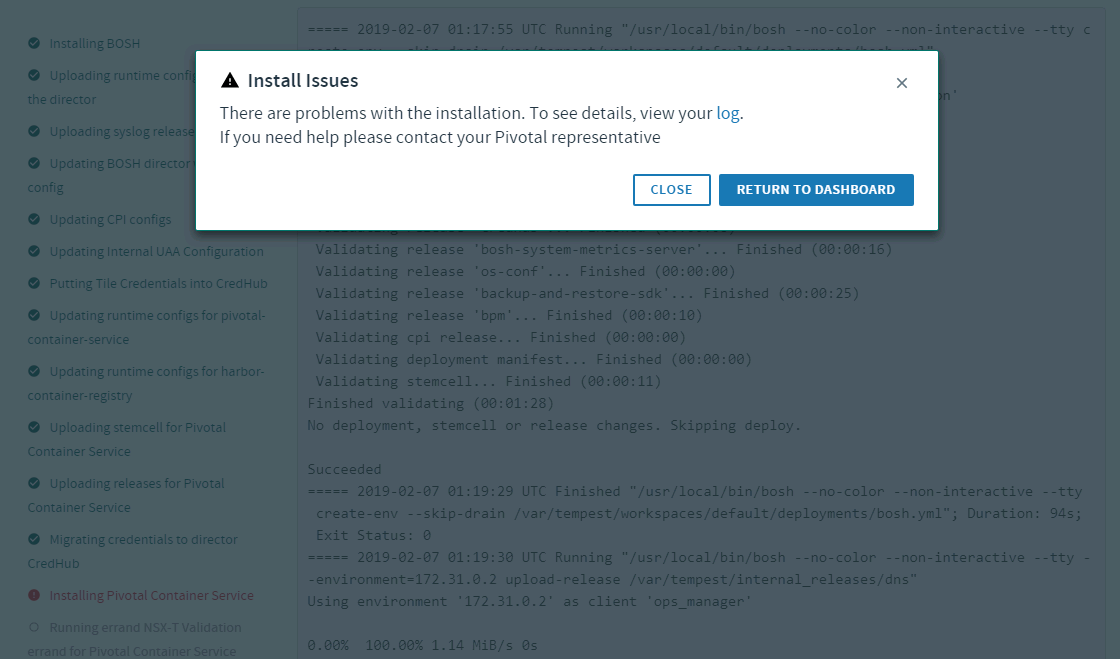 Installing BOSH
Uploading runtime config
the director
Uploading syslog release
Updating BOSH director
config
Updating CPI configs
Updating Internal UAA Configuration
Putting Tile Credentials into CredHub
Updating runtime configs for pivotal-
container-service
Updating runtime configs for harbor-
container-registry
Uploading stemcell for Pivotal
Container Service
Uploading releases for Pivotal
Container Service
Migrating credentials to director
CredHub
Installing Pivotal Container Service
Running errand NSX-T Validation
errand for Pivotal Container Service
===== 2019-02-07 01:17:55 UTC Running "/usr/local/bin/bosh --no-color --non-interactive --tty c
reate-env --skip-drain /var/tempest/workspaces/default/deployments/bosh.yml"
on'
Install Issues
There are problems with the installation. To see details, view your log.
If you need help please contact your Pivotal representative
CLOSE
RETURN TO DASHBOARD
Validating release 'bosh-system-metrics-server'... Finished (00:00:16)
Validating release 'os-conf'... Finished (00:00:00)
Validating release 'backup-and-restore-sdk'... Finished (00:00:25)
Validating release 'bpm'... Finished (00:00:10)
Validating cpi release... Finished (00:00:00)
Validating deployment manifest... Finished (00:00:00)
Validating stemcell... Finished (00:00:11)
Finished validating (00:01:28)
No deployment, stemcell or release changes. Skipping deploy.
Succeeded
===== 2019-02-07 01:19:29 UTC Finished "/usr/local/bin/bosh --no-color --non-interactive --tty
create-env --skip-drain /var/tempest/workspaces/default/deployments/bosh.yml"; Duration: 94s;
Exit Status: 0
===== 2019-02-07 01:19:30 UTC Running "/usr/local/bin/bosh --no-color --non-interactive --tty -
-environment=172.31.0.2 upload-release /var/tempest/internal_releases/dns"
Using environment '172.31.0.2' as client 'ops_manager'
0.00% 100.00% 1.14 MiB/s 0s